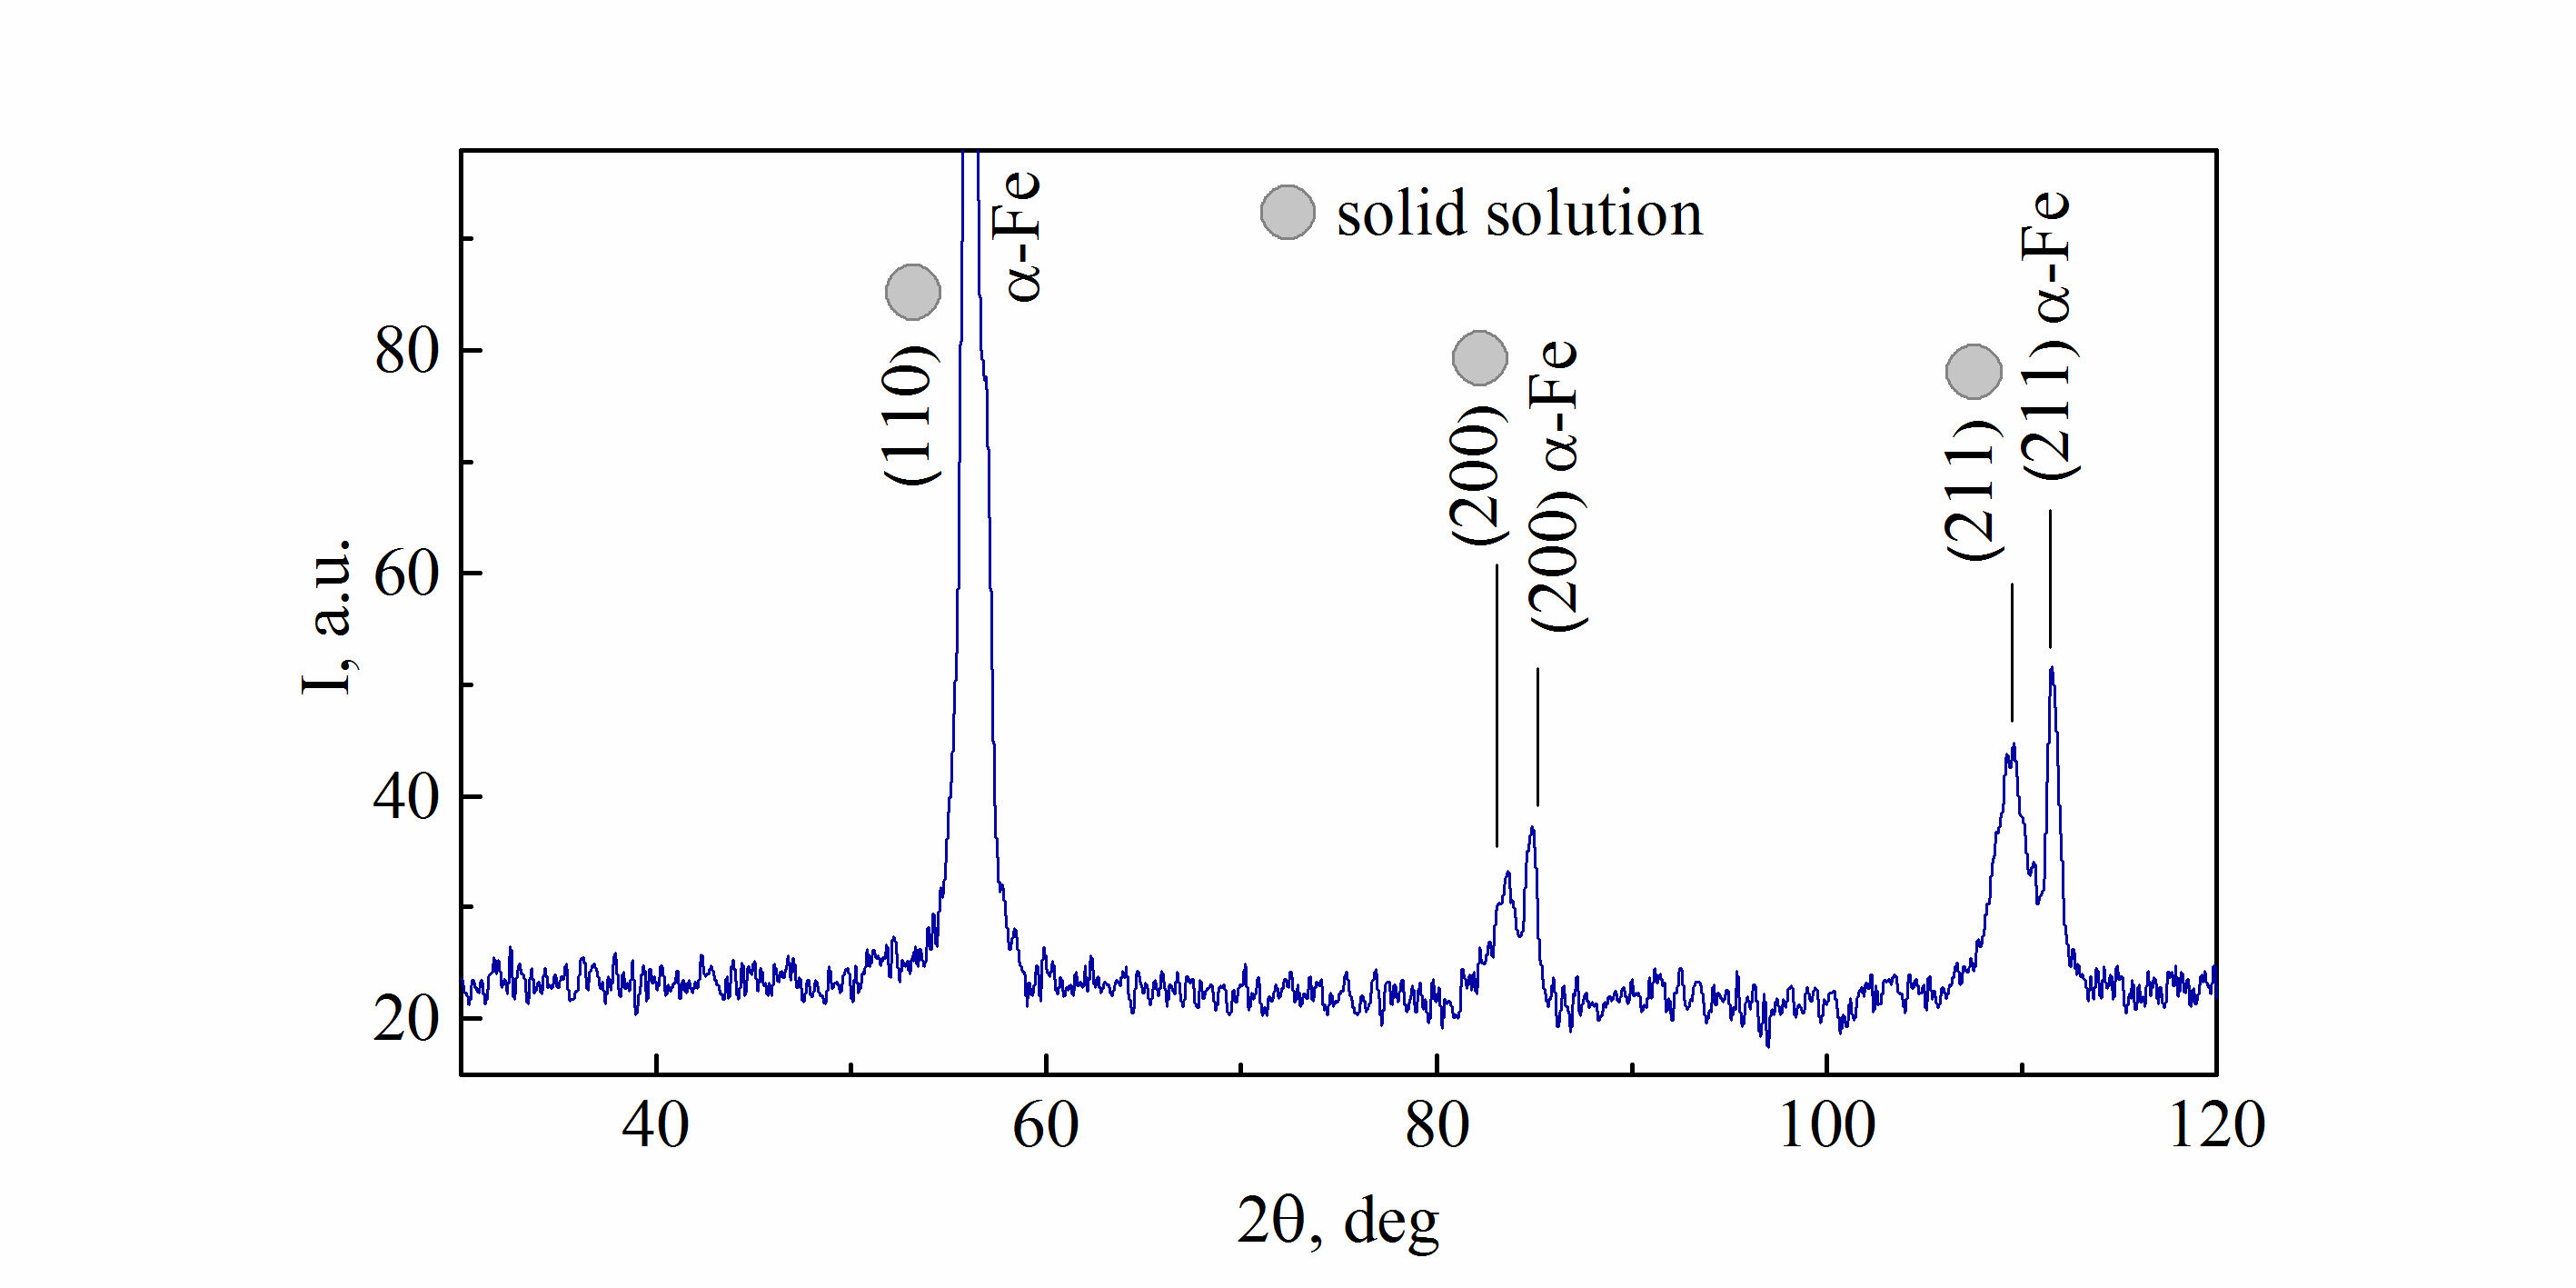 solid solution
α-Fe
(110)
(200)
(200) α-Fe
(211)
(211) α-Fe
I, a.u.
80
60
40
20
40 60 80 100 120
2θ, deg